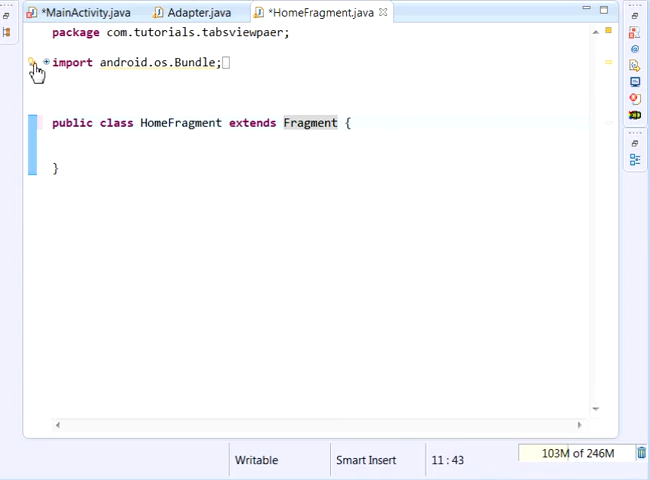 *MainActivity.java Adapter.java *HomeFragment.java
package com.tutorials.tabsviewpaer;
import android.os.Bundle;
public class HomeFragment extends Fragment {
}
Writable Smart Insert 11 : 43 103M of 246M